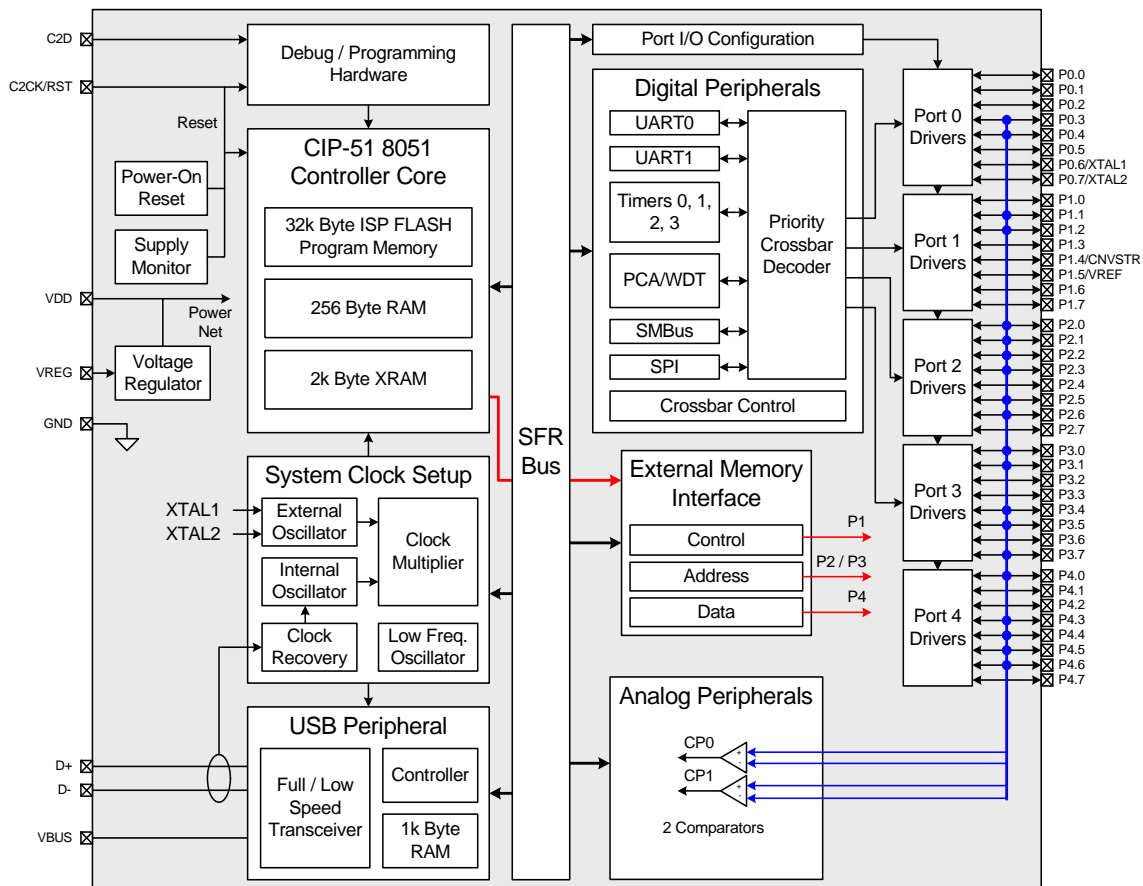 C2D
C2CK/RST
Debug / Programming
Hardware
Reset
Power-On
Reset
Supply
Monitor
VDD
Power
Net
VREG
Voltage
Regulator
GND
CIP-51 8051
Controller Core
32k Byte ISP FLASH
Program Memory
256 Byte RAM
2k Byte XRAM
System Clock Setup
XTAL1
XTAL2
External
Oscillator
Internal
Oscillator
Clock
Multiplier
Clock
Recovery
Low Freq.
Oscillator
USB Peripheral
D+
D-
VBUS
Full / Low
Speed
Transceiver
Controller
1k Byte
RAM
SFR
Bus
Port I/O Configuration
Digital Peripherals
UART0
UART1
Timers 0, 1,
2, 3
PCA/WDT
SMBus
SPI
Priority
Crossbar
Decoder
Crossbar Control
External Memory
Interface
Control
Address
Data
P1
P2 / P3
P4
Analog Peripherals
CP0
+
-
CP1
+
-
2 Comparators
Port 0
Drivers
Port 1
Drivers
Port 2
Drivers
Port 3
Drivers
Port 4
Drivers
P0.0
P0.1
P0.2
P0.3
P0.4
P0.5
P0.6/XTAL1
P0.7/XTAL2
P1.0
P1.1
P1.2
P1.3
P1.4/CNVSTR
P1.5/VREF
P1.6
P1.7
P2.0
P2.1
P2.2
P2.3
P2.4
P2.5
P2.6
P2.7
P3.0
P3.1
P3.2
P3.3
P3.4
P3.5
P3.6
P3.7
P4.0
P4.1
P4.2
P4.3
P4.4
P4.5
P4.6
P4.7